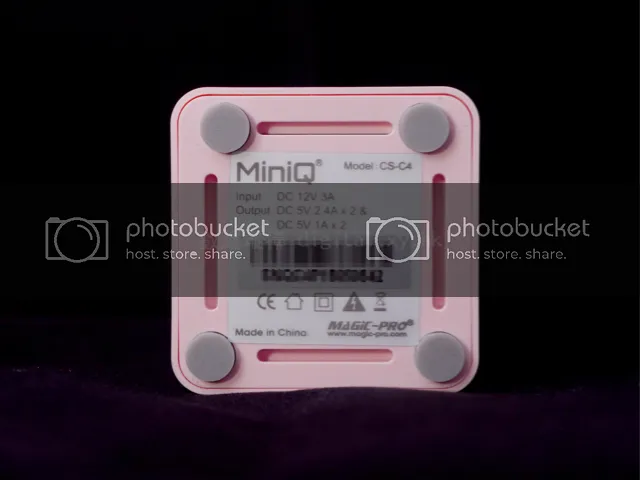 MiniQ® Model : CS-C4
Input DC 12V 3A
Output DC 5V 2.4A x 2 &
DC 5V 1A x 2
photobucket photobucket
host. store. share. host. store. share.
CE
Made in China
MAGIC-PRO®
www.magic-pro.com